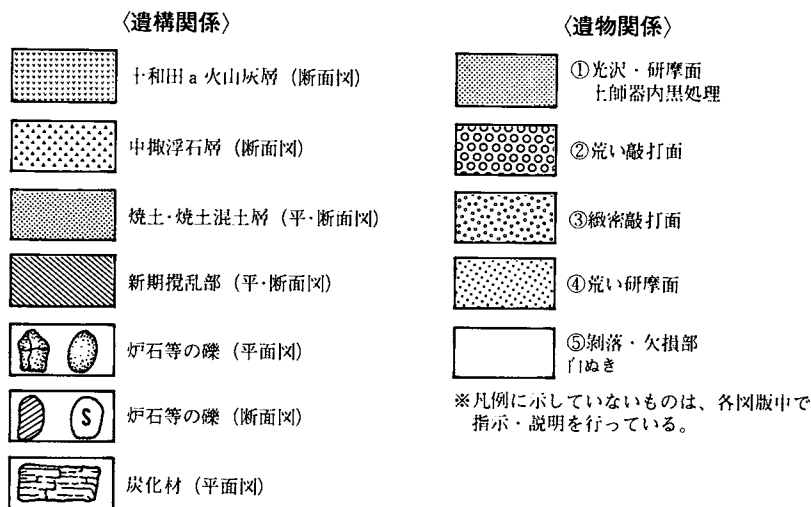 〈遺構関係〉
十和田a火山灰層（断面図）
中掫浮石層（断面図）
焼土・焼土混土層（平・断面図）
新期攪乱部（平・断面図）
炉石等の礫（平面図）
S
炉石等の礫（断面図）
炭化材（平面図）
〈遺物関係〉
①光沢・研摩面
土師器内黒処理
②荒い敲打面
③緻密敲打面
④荒い研摩面
⑤剝落・欠損部
白ぬき
※凡例に示していないものは、各図版中で
指示・説明を行っている。